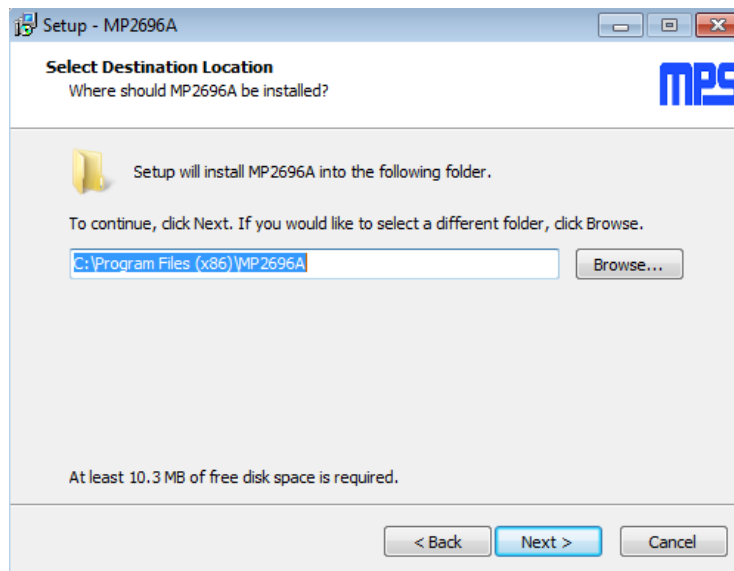 Setup - MP2696A
Select Destination Location
Where should MP2696A be installed?
MPS
Setup will install MP2696A into the following folder.
To continue, click Next. If you would like to select a different folder, click Browse.
C:\Program Files (x86)\MP2696A
Browse...
At least 10.3 MB of free disk space is required.
< Back
Next >
Cancel